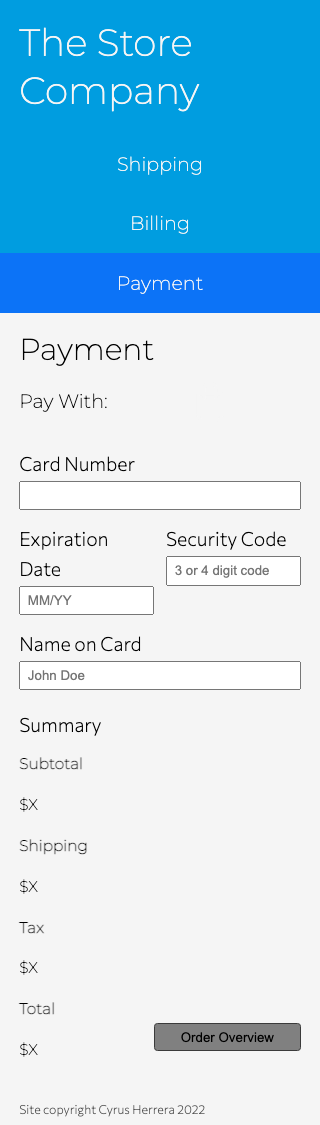 The Store
Company
Shipping
Billing
Payment
Payment
Pay With:
Card Number
Expiration
Date
MM/YY
Security Code
3 or 4 digit code
Name on Card
John Doe
Summary
Subtotal
$X
Shipping
$X
Tax
$X
Total
$X
Order Overview
Site copyright Cyrus Herrera 2022